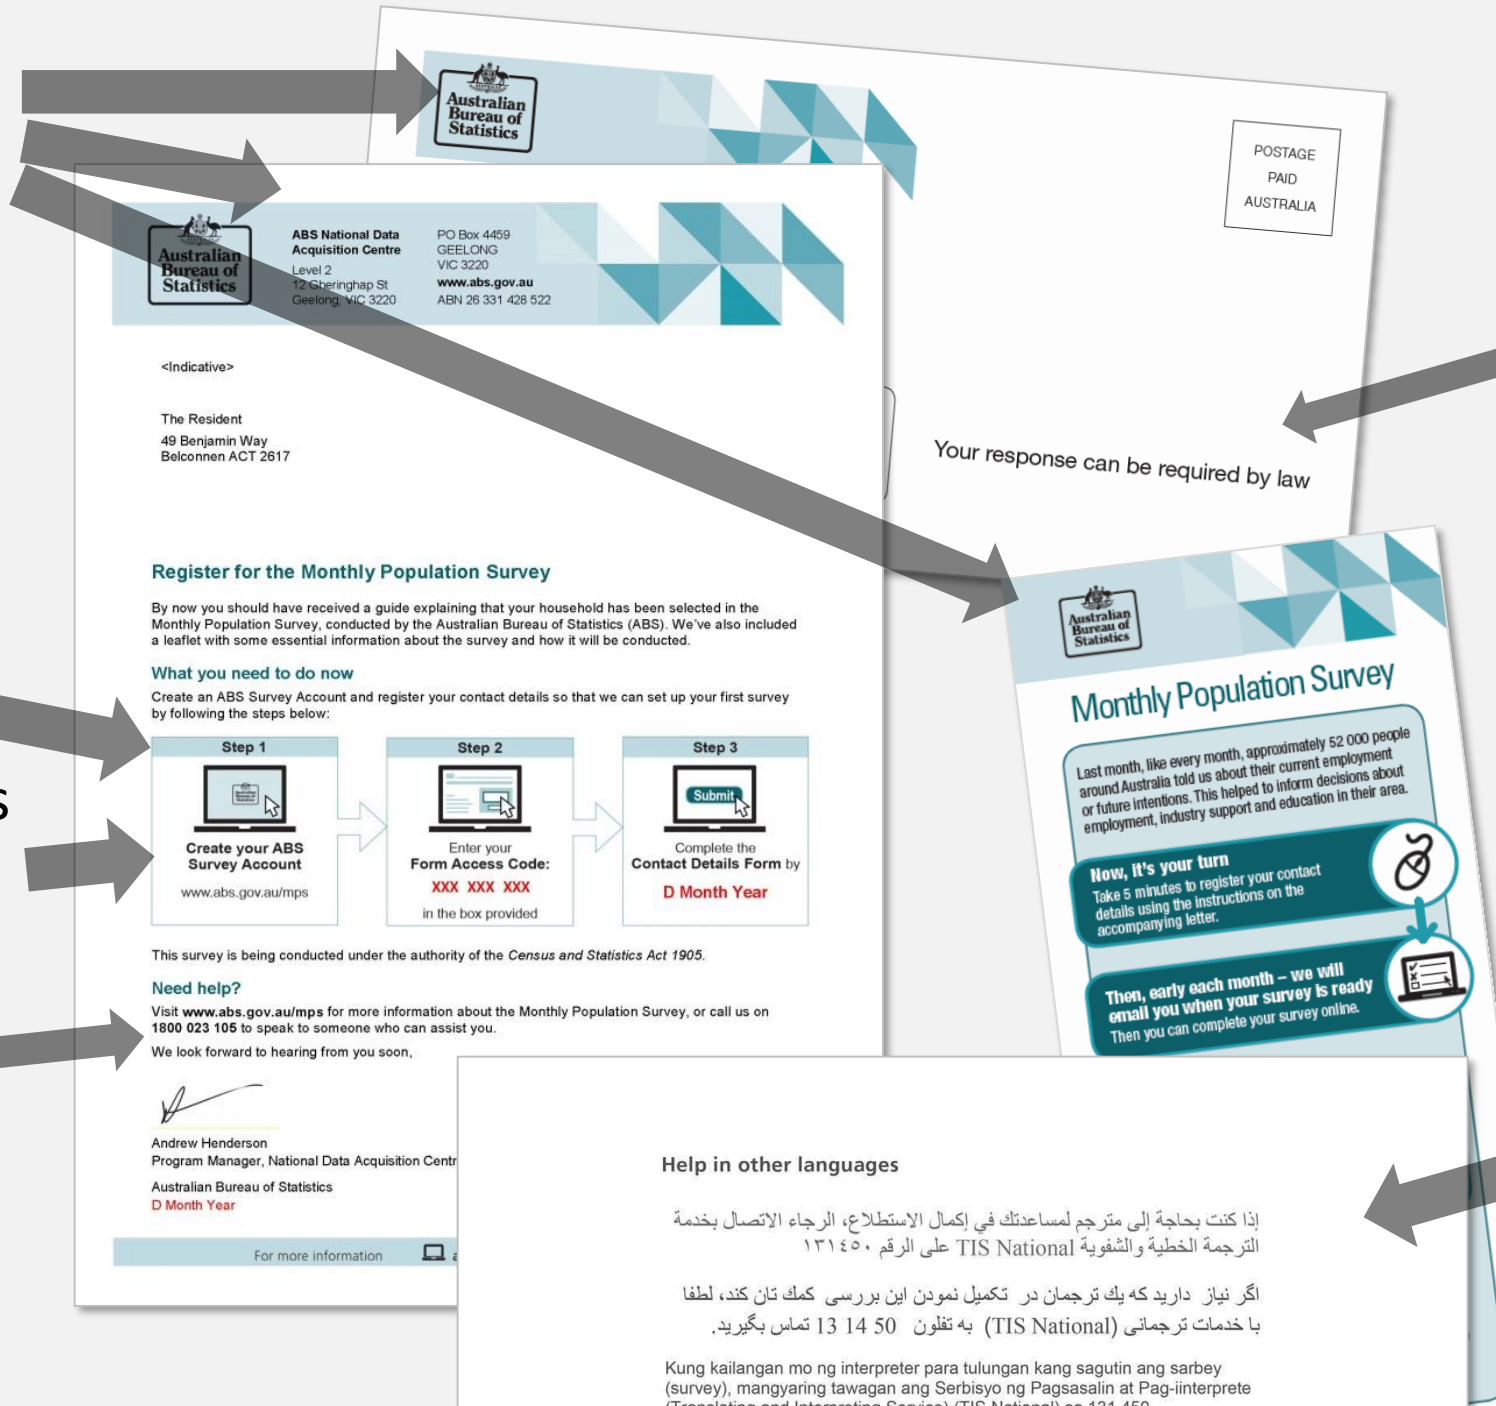 Australian
Bureau of
Statistics
POSTAGE
PAID
AUSTRALIA
Your response can be required by law
Australian
Bureau of
Statistics
ABS National Data
Acquisition Centre
Level 2
12 Gheringhap St
Geelong, VIC 3220
PO Box 4459
GEELONG
VIC 3220
www.abs.gov.au
ABN 26 331 428 522
<Indicative>
The Resident
49 Benjamin Way
Belconnen ACT 2617
Register for the Monthly Population Survey
By now you should have received a guide explaining that your household has been selected in the
Monthly Population Survey, conducted by the Australian Bureau of Statistics (ABS). We've also included
a leaflet with some essential information about the survey and how it will be conducted.
What you need to do now
Create an ABS Survey Account and register your contact details so that we can set up your first survey
by following the steps below:
Step 1
Create your ABS
Survey Account
www.abs.gov.au/mps
Step 2
Enter your
Form Access Code:
XXX XXX XXX
in the box provided
Step 3
Submit
Complete the
Contact Details Form by
D Month Year
This survey is being conducted under the authority of the Census and Statistics Act 1905.
Need help?
Visit www.abs.gov.au/mps for more information about the Monthly Population Survey, or call us on
1800 023 105 to speak to someone who can assist you.
We look forward to hearing from you soon,
Andrew Henderson
Program Manager, National Data Acquisition Centr
Australian Bureau of Statistics
D Month Year
For more information
a
s
Australian
Bureau of
Statistics
Monthly Population Survey
Last month, like every month, approximately 52 000 people
around Australia told us about their current employment
or future intentions. This helped to inform decisions about
employment, industry support and education in their area.
Now, it's your turn
Take 5 minutes to register your contact
details using the instructions on the
accompanying letter.
Then, early each month – we will
email you when your survey is ready
Then you can complete your survey online.
Help in other languages
إذا كنت بحاجة إلى مترجم لمساعدتك في إكمال الاستطلاع، الرجاء الاتصال بخدمة
الترجمة الخطية والشفوية TIS National على الرقم ١٣١٤٥٠
اگر نیاز دارید که یك ترجمان در تکمیل نمودن این بررسی کمك تان کند، لطفا
با خدمات ترجمانی (TIS National) به تفلون 50 14 13 تماس بگیرید.
Kung kailangan mo ng interpreter para tulungan kang sagutin ang sarbey
(survey), mangyaring tawagan ang Serbisyo ng Pagsasalin at Pag-iinterprete
(Translating and Interpreting Service) (TIS National) sa 131 450